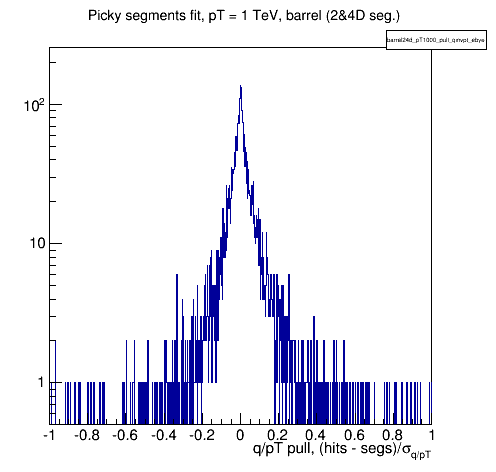 Picky segments fit, pT = 1 TeV, barrel (2&4D seg.)
barrel24d_pT1000_pull_qinvpt_ebye
10²
10
1
-1 -0.8 -0.6 -0.4 -0.2 0 0.2 0.4 0.6 0.8 1
q/pT pull, (hits - segs)/σ_q/pT